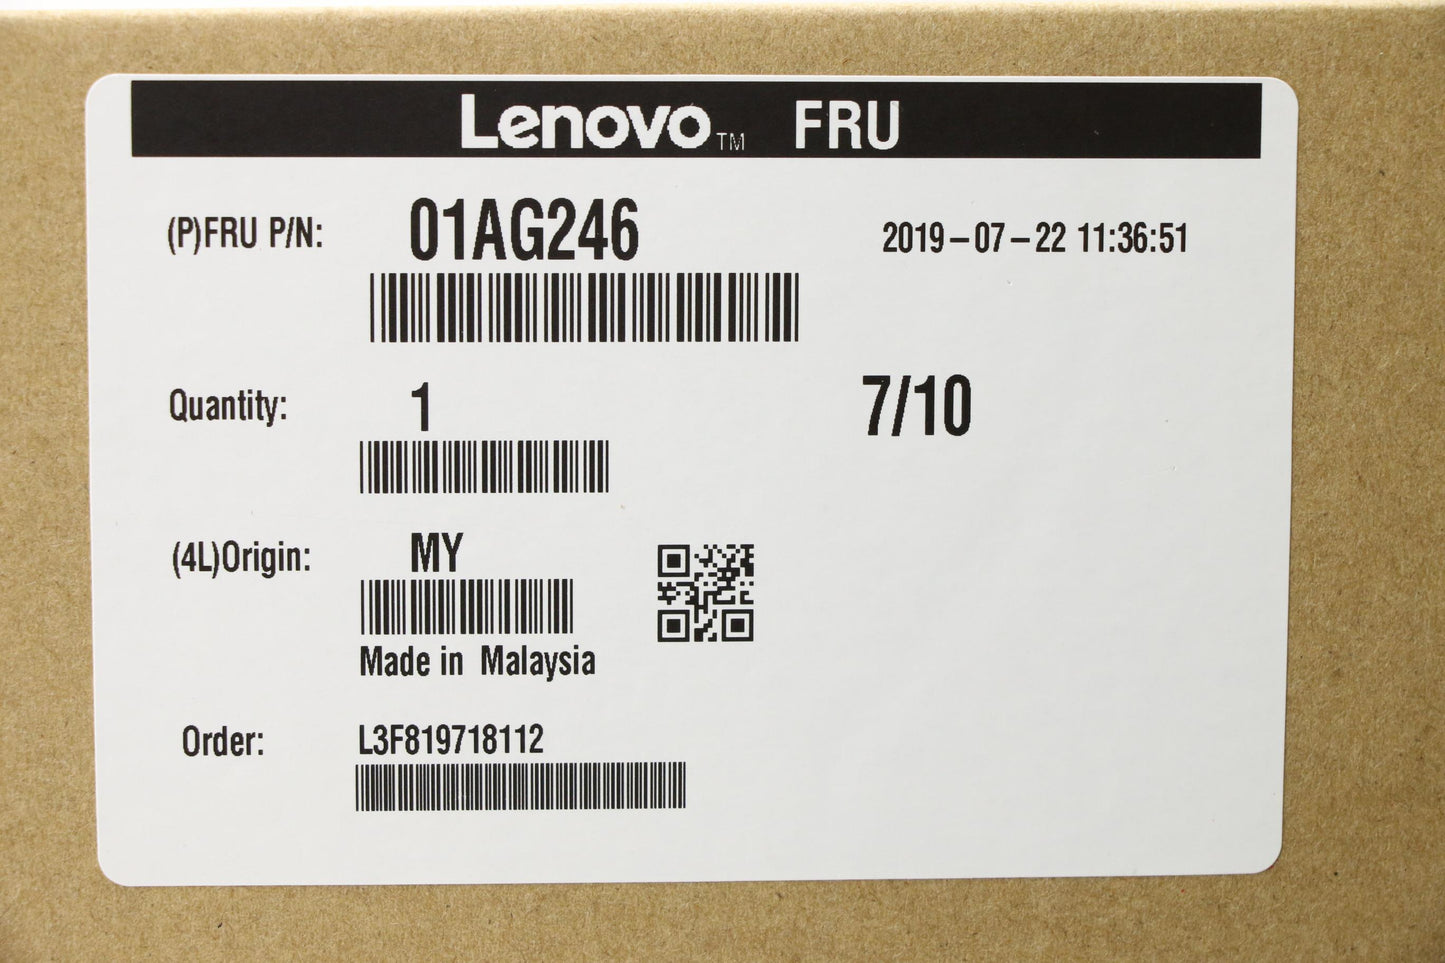 Lenovo™ FRU
(P)FRU P/N: 01AG246 2019-07-22 11:36:51
Quantity: 1 7/10
(4L)Origin: MY
Made in Malaysia
Order: L3F819718112